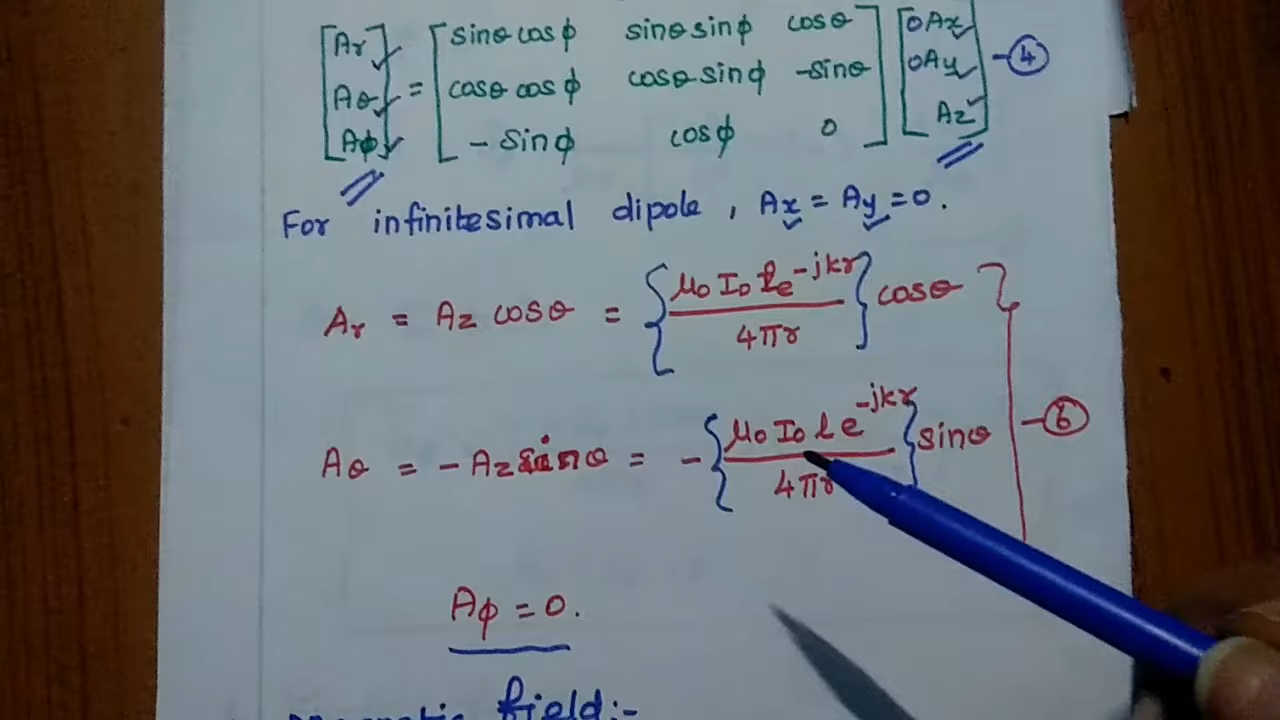 [Ar] = [sinθ cosφ sinθ sinφ cosθ] [0Ax]
[Aθ] = [cosθ cosφ cosθ sinφ -sinθ] [0Ay] - ④
[Aφ] [- sinφ cosφ 0] [Az]
For infinitesimal dipole, Ax = Ay = 0.
Ar = Az cosθ = {μ0 I0 l e^-jkr / 4πr} cosθ
Aθ = - Az sinθ = - {μ0 I0 l e^-jkr / 4πr} sinθ - ⑥
Aφ = 0.
field:-